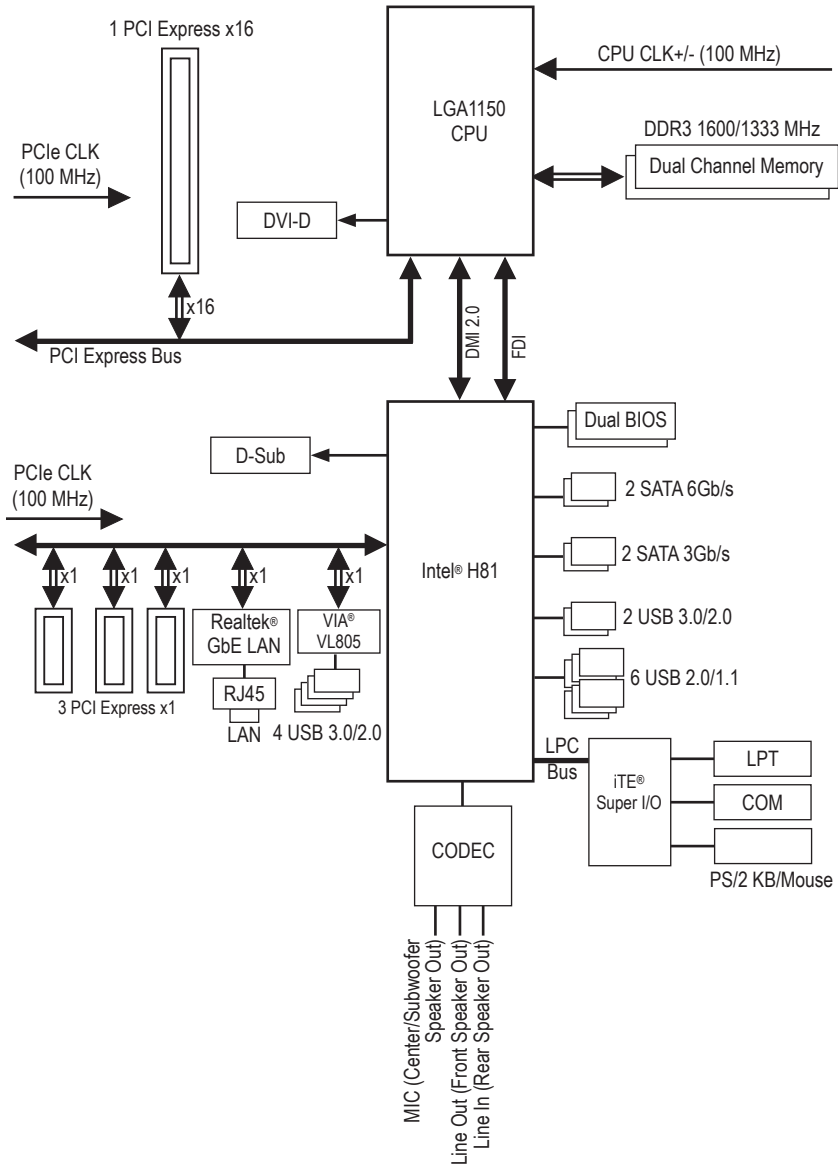 1 PCI Express x16
CPU CLK+/- (100 MHz)
LGA1150
CPU
DDR3 1600/1333 MHz
Dual Channel Memory
PCIe CLK
(100 MHz)
DVI-D
x16
PCI Express Bus
DMI 2.0
FDI
Dual BIOS
D-Sub
PCIe CLK
(100 MHz)
2 SATA 6Gb/s
2 SATA 3Gb/s
Intel® H81
x1
x1
x1
x1
x1
2 USB 3.0/2.0
Realtek®
GbE LAN
VIA®
VL805
6 USB 2.0/1.1
RJ45
3 PCI Express x1
LAN
4 USB 3.0/2.0
LPC
Bus
iTE®
Super I/O
LPT
COM
PS/2 KB/Mouse
CODEC
MIC (Center/Subwoofer
Speaker Out)
Line Out (Front Speaker Out)
Line In (Rear Speaker Out)